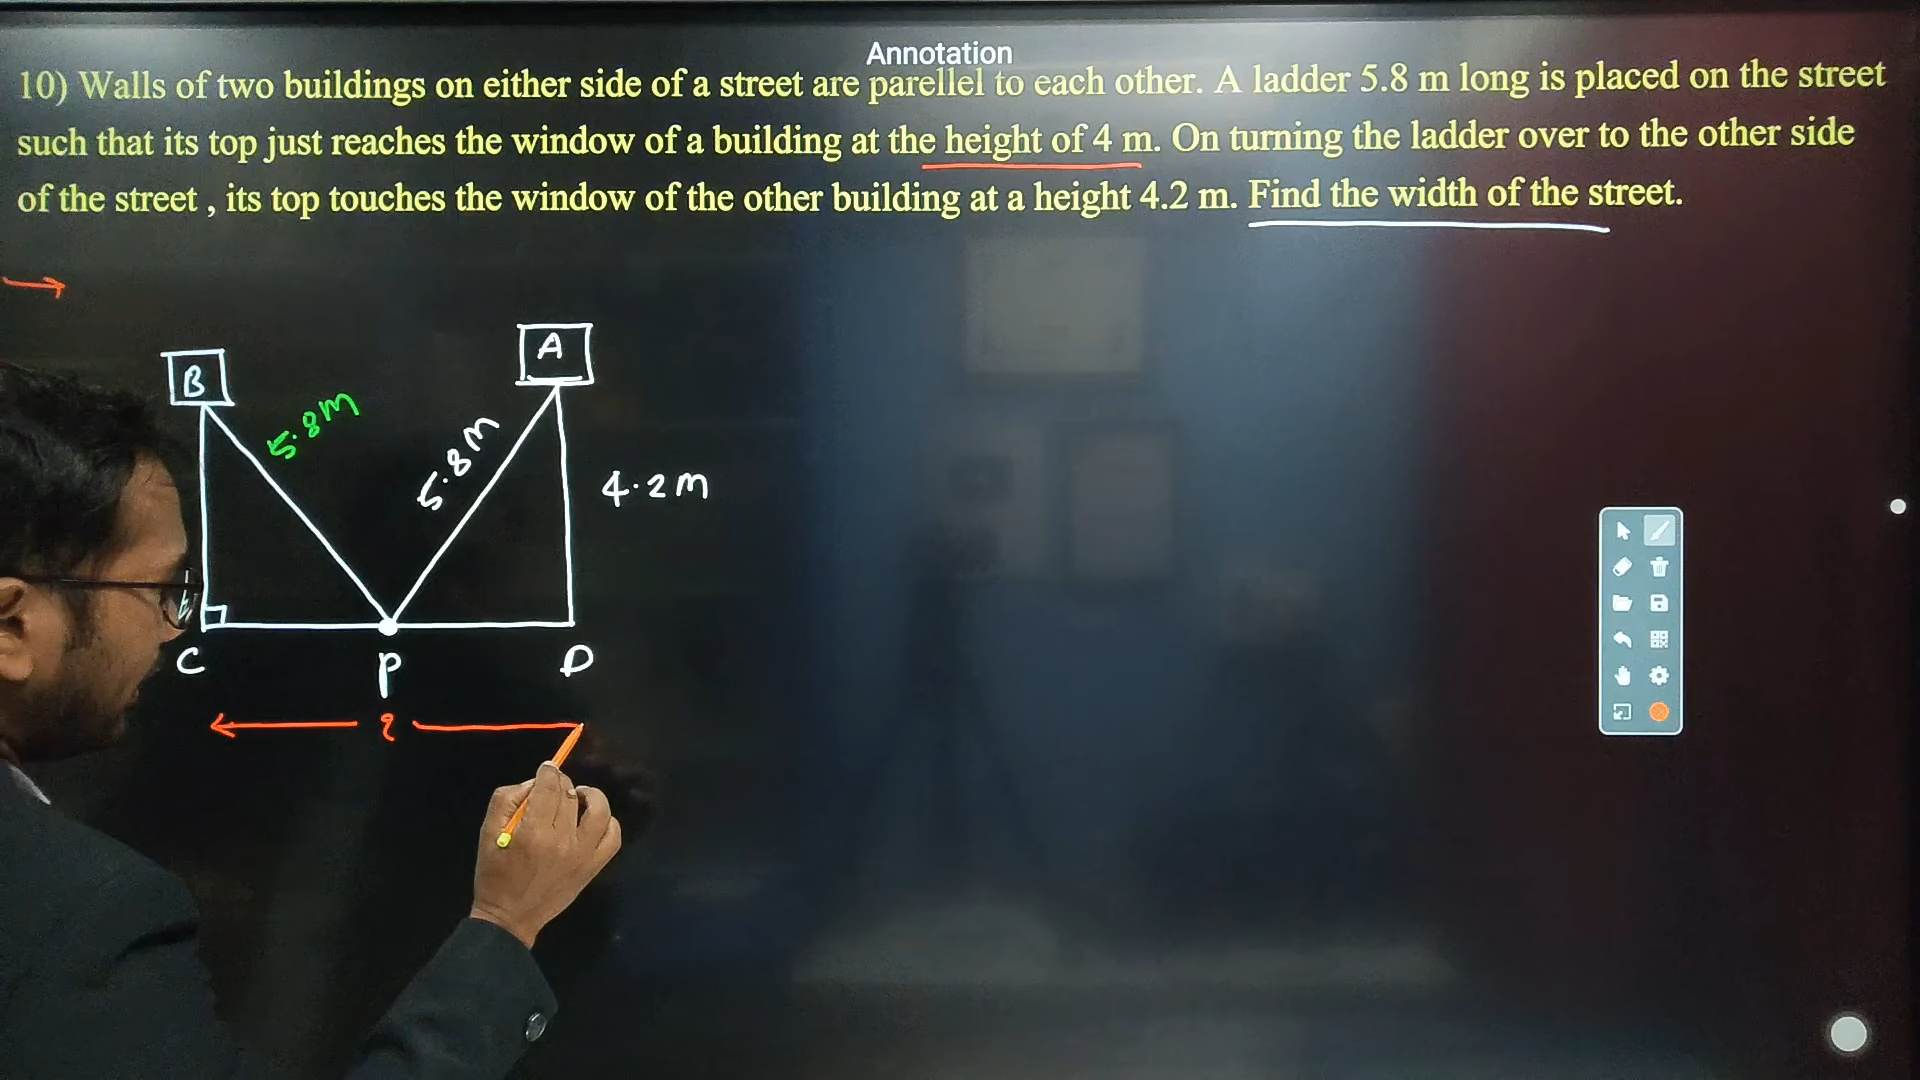 Annotation
10) Walls of two buildings on either side of a street are parellel to each other. A ladder 5.8 m long is placed on the street
such that its top just reaches the window of a building at the height of 4 m. On turning the ladder over to the other side
of the street , its top touches the window of the other building at a height 4.2 m. Find the width of the street.
B
A
5.8M
5.8M
4.2M
C
P
D
?